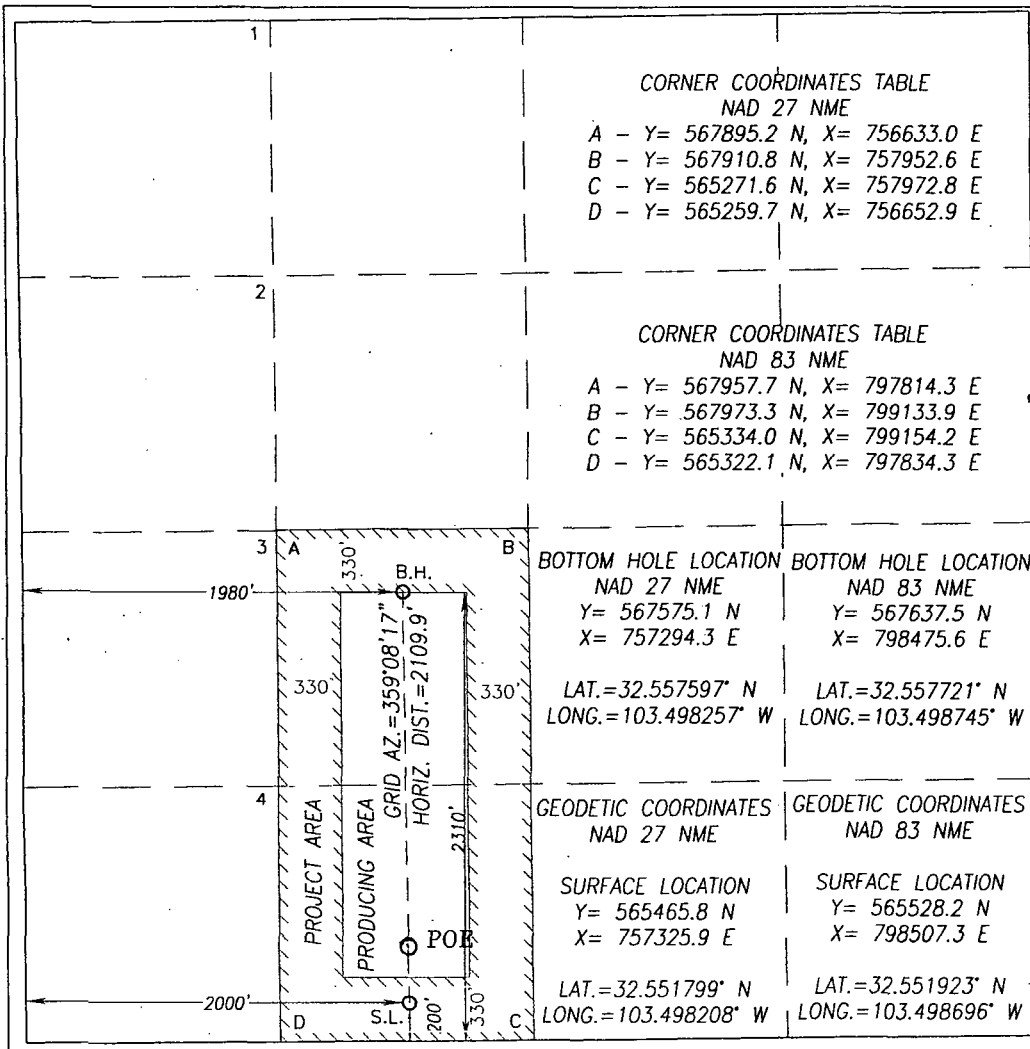 1
CORNER COORDINATES TABLE
NAD 27 NME
A - Y= 567895.2 N, X= 756633.0 E
B - Y= 567910.8 N, X= 757952.6 E
C - Y= 565271.6 N, X= 757972.8 E
D - Y= 565259.7 N, X= 756652.9 E
2
CORNER COORDINATES TABLE
NAD 83 NME
A - Y= 567957.7 N, X= 797814.3 E
B - Y= 567973.3 N, X= 799133.9 E
C - Y= 565334.0 N, X= 799154.2 E
D - Y= 565322.1 N, X= 797834.3 E
3
A
B
330'
B.H.
1980'
330'
330'
GRID AZ.=359°08'17"
HORIZ. DIST.=2109.9'
BOTTOM HOLE LOCATION
NAD 27 NME
Y= 567575.1 N
X= 757294.3 E
LAT.=32.557597° N
LONG.=103.498257° W
BOTTOM HOLE LOCATION
NAD 83 NME
Y= 567637.5 N
X= 798475.6 E
LAT.=32.557721° N
LONG.=103.498745° W
4
PROJECT AREA
PRODUCING AREA
2310'
POE
2000'
S.L.
200'
330'
D
C
GEODETIC COORDINATES
NAD 27 NME
SURFACE LOCATION
Y= 565465.8 N
X= 757325.9 E
LAT.=32.551799° N
LONG.=103.498208° W
GEODETIC COORDINATES
NAD 83 NME
SURFACE LOCATION
Y= 565528.2 N
X= 798507.3 E
LAT.=32.551923° N
LONG.=103.498696° W